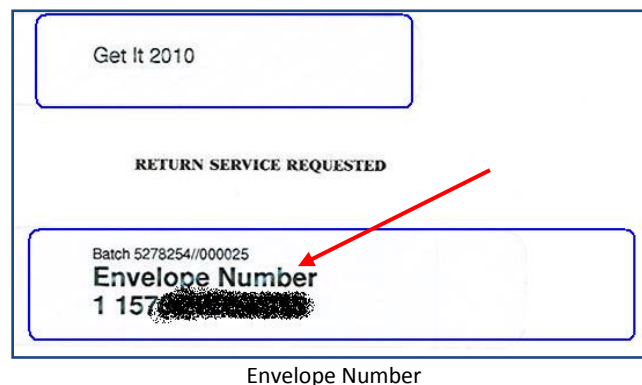 Get It 2010
RETURN SERVICE REQUESTED
Batch 5278254//000025
Envelope Number
1 157
Envelope Number